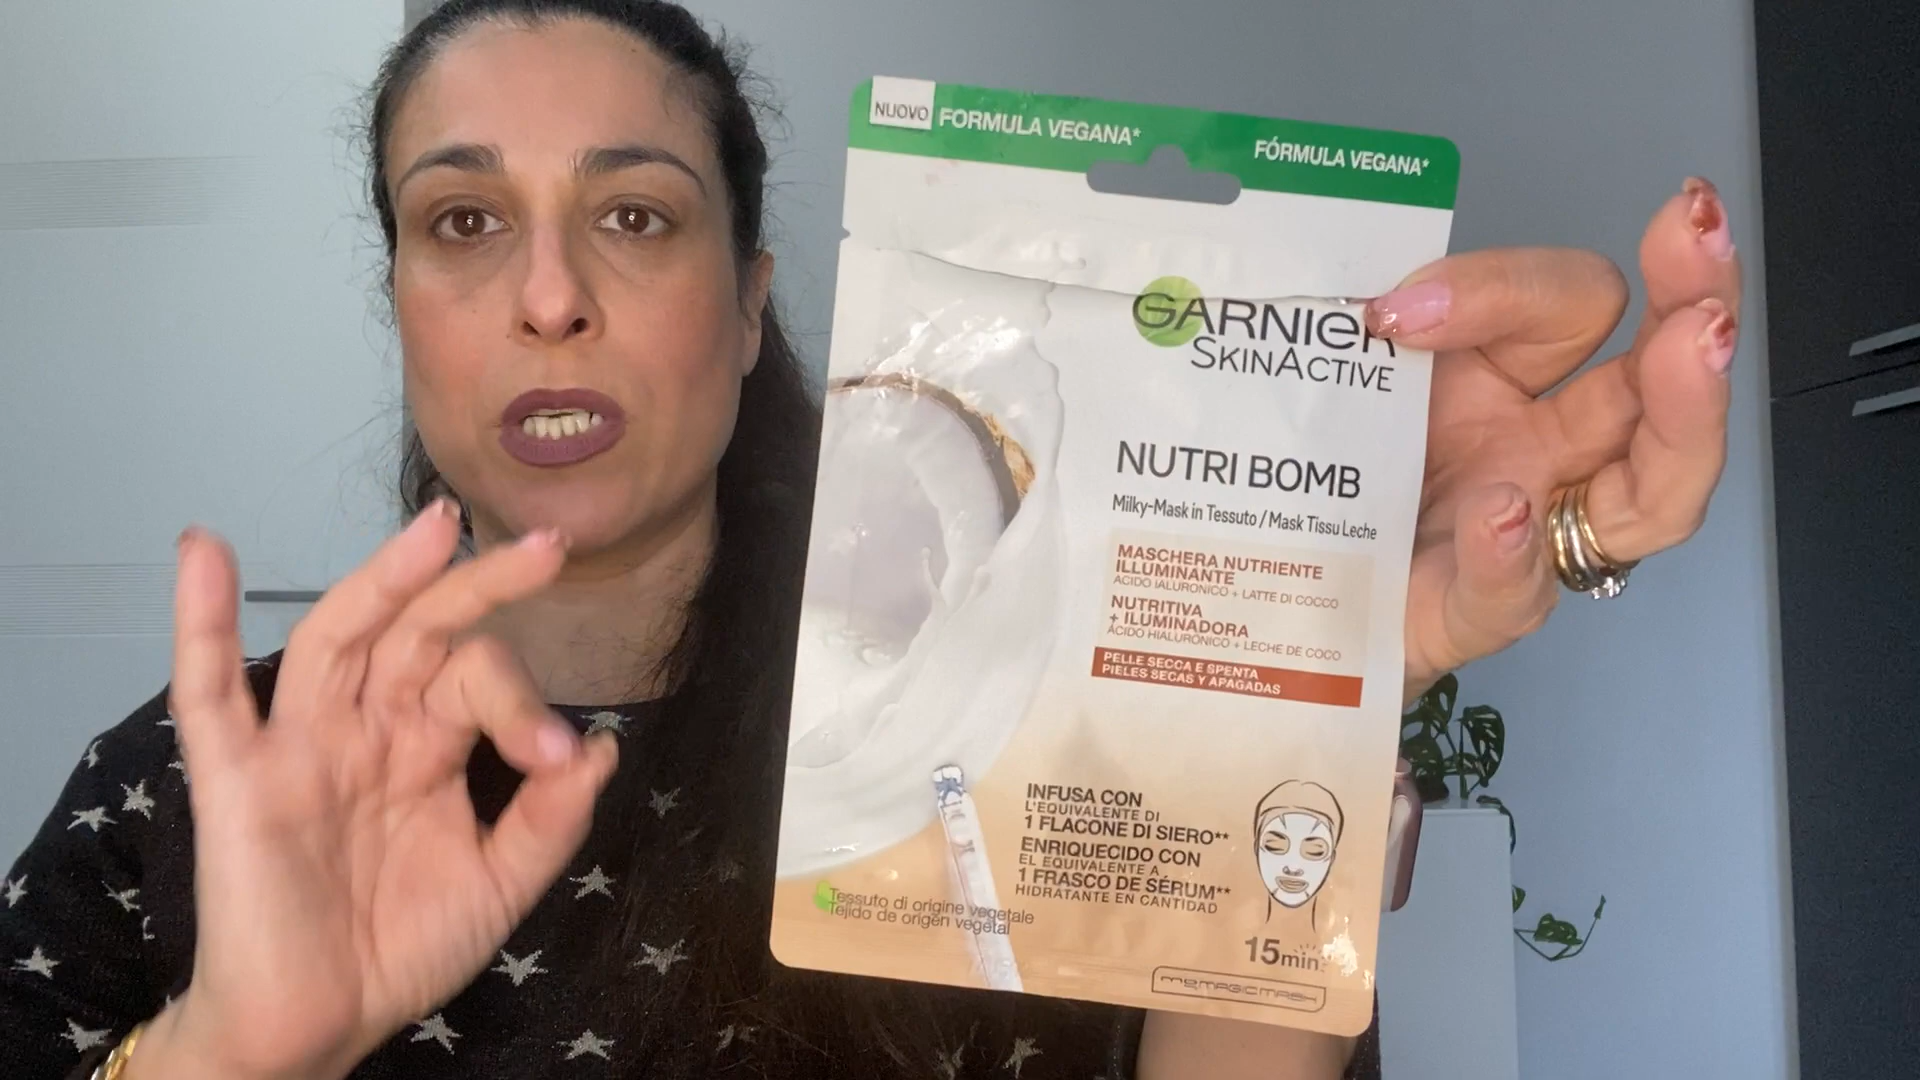 NUOVO FORMULA VEGANA*
FÓRMULA VEGANA*
GARNIER
SKINACTIVE
NUTRI BOMB
Milky-Mask in Tessuto / Mask Tissu Leche
MASCHERA NUTRIENTE
ILLUMINANTE
ACIDO IALURONICO + LATTE DI COCCO
NUTRITIVA
+ ILUMINADORA
ÁCIDO HIALURÓNICO + LECHE DE COCO
PELLE SECCA E SPENTA
PIELES SECAS Y APAGADAS
INFUSA CON
L'EQUIVALENTE DI
1 FLACONE DI SIERO**
ENRIQUECIDO CON
EL EQUIVALENTE A
1 FRASCO DE SÉRUM**
HIDRATANTE EN CANTIDAD
Tessuto di origine vegetale
Tejido de origen vegetal
15min